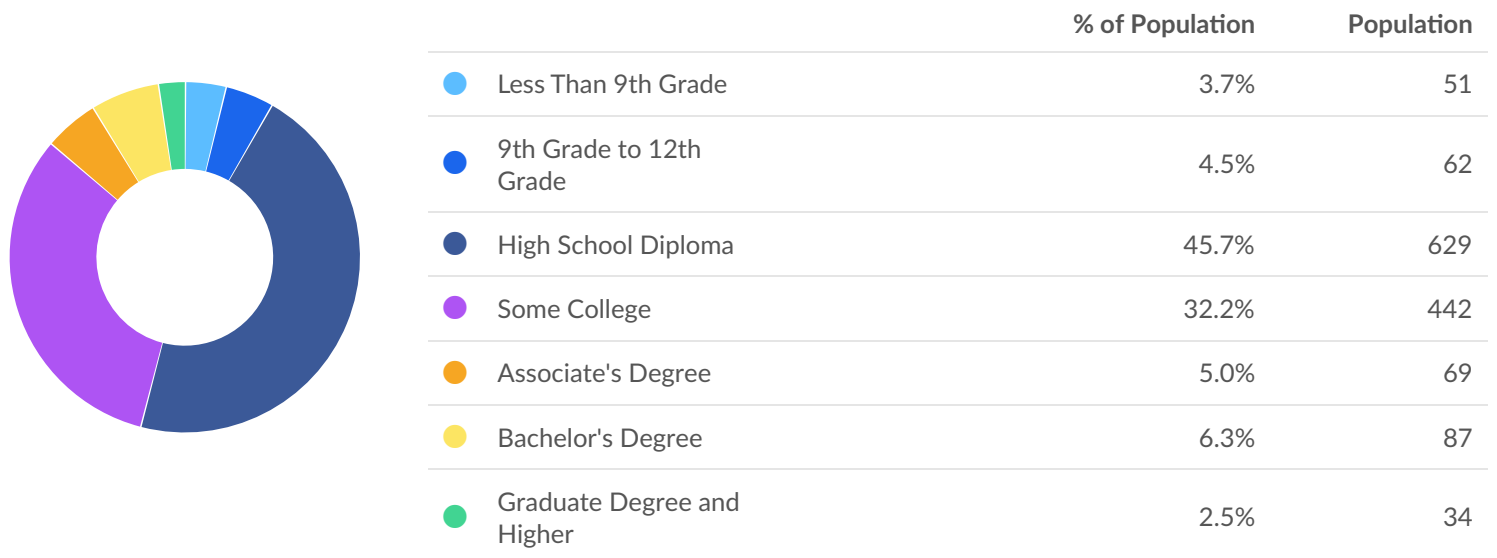 % of Population Population
Less Than 9th Grade 3.7% 51
9th Grade to 12th
Grade 4.5% 62
High School Diploma 45.7% 629
Some College 32.2% 442
Associate's Degree 5.0% 69
Bachelor's Degree 6.3% 87
Graduate Degree and
Higher 2.5% 34